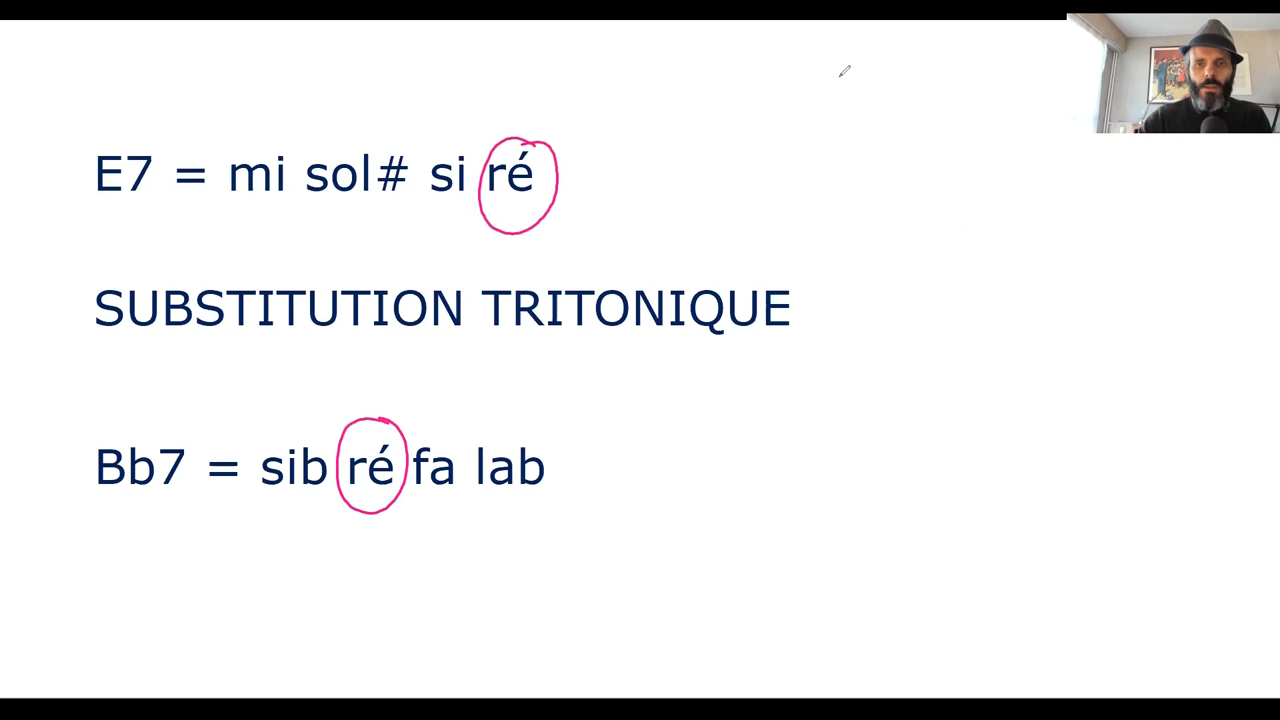 E7 = mi sol# si ré
SUBSTITUTION TRITONIQUE
Bb7 = sib ré fa lab